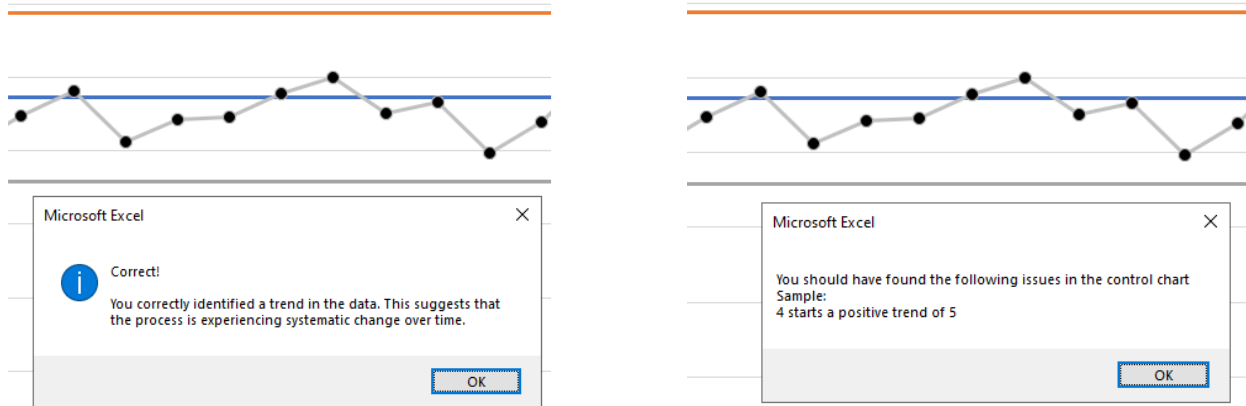 Microsoft Excel
Correct!
You correctly identified a trend in the data. This suggests that
the process is experiencing systematic change over time.
OK
Microsoft Excel
You should have found the following issues in the control chart
Sample:
4 starts a positive trend of 5
OK